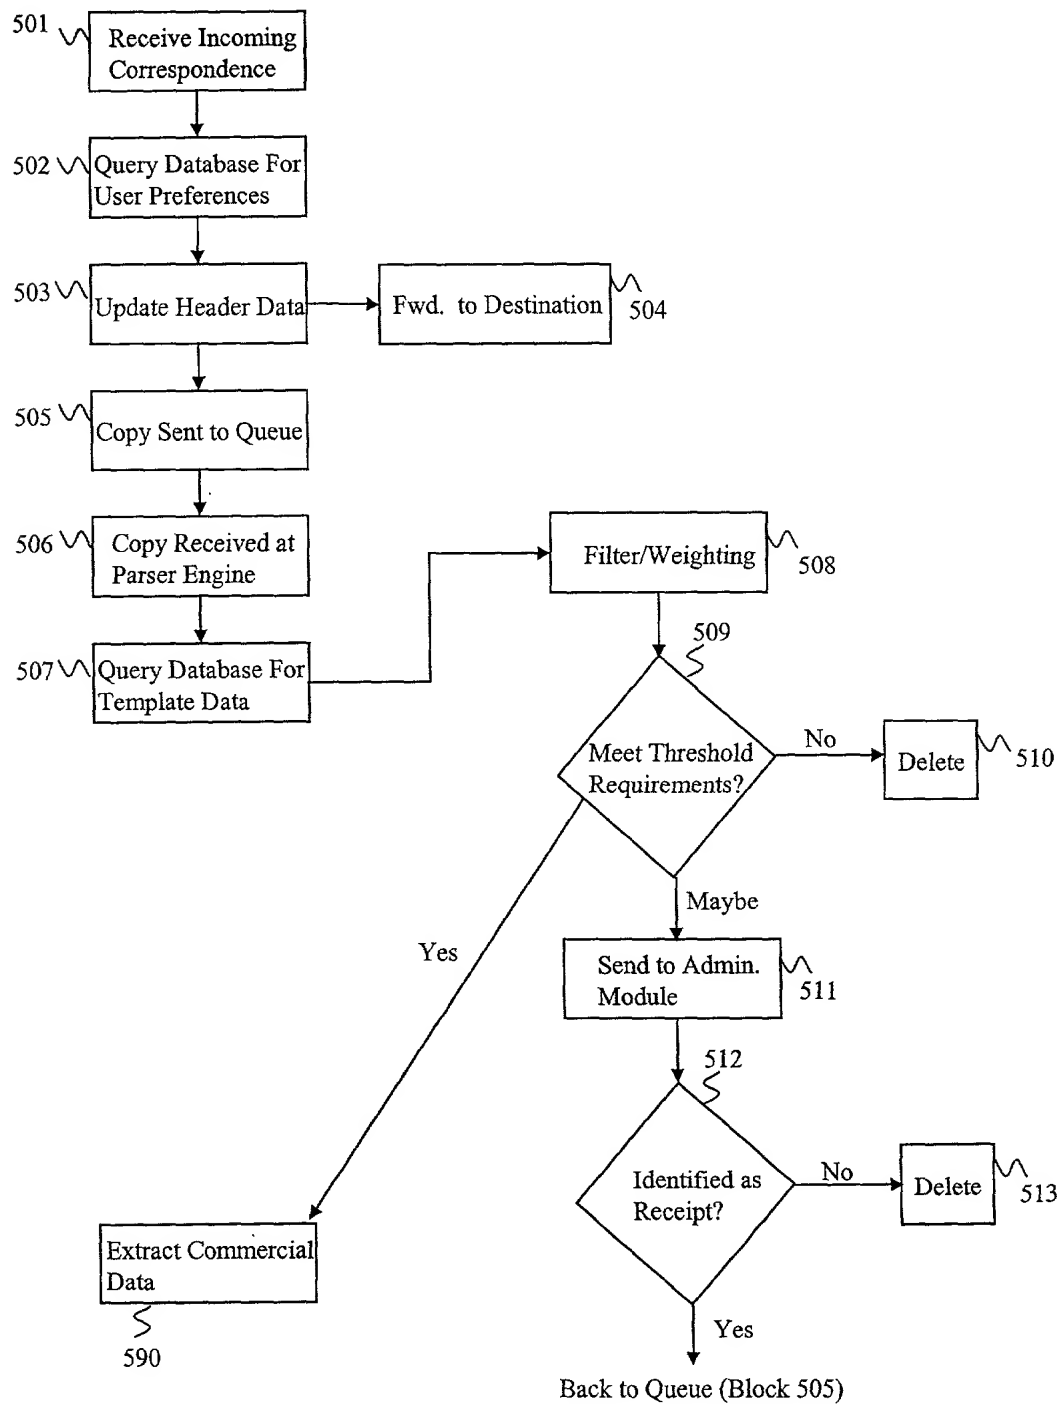 501
Receive Incoming
Correspondence
502
Query Database For
User Preferences
503
Update Header Data
Fwd. to Destination
504
505
Copy Sent to Queue
506
Copy Received at
Parser Engine
507
Query Database For
Template Data
Filter/Weighting
508
509
Meet Threshold
Requirements?
No
Delete
510
Maybe
Yes
Send to Admin.
Module
511
512
Identified as
Receipt?
No
Delete
513
Extract Commercial
Data
590
Yes
Back to Queue (Block 505)